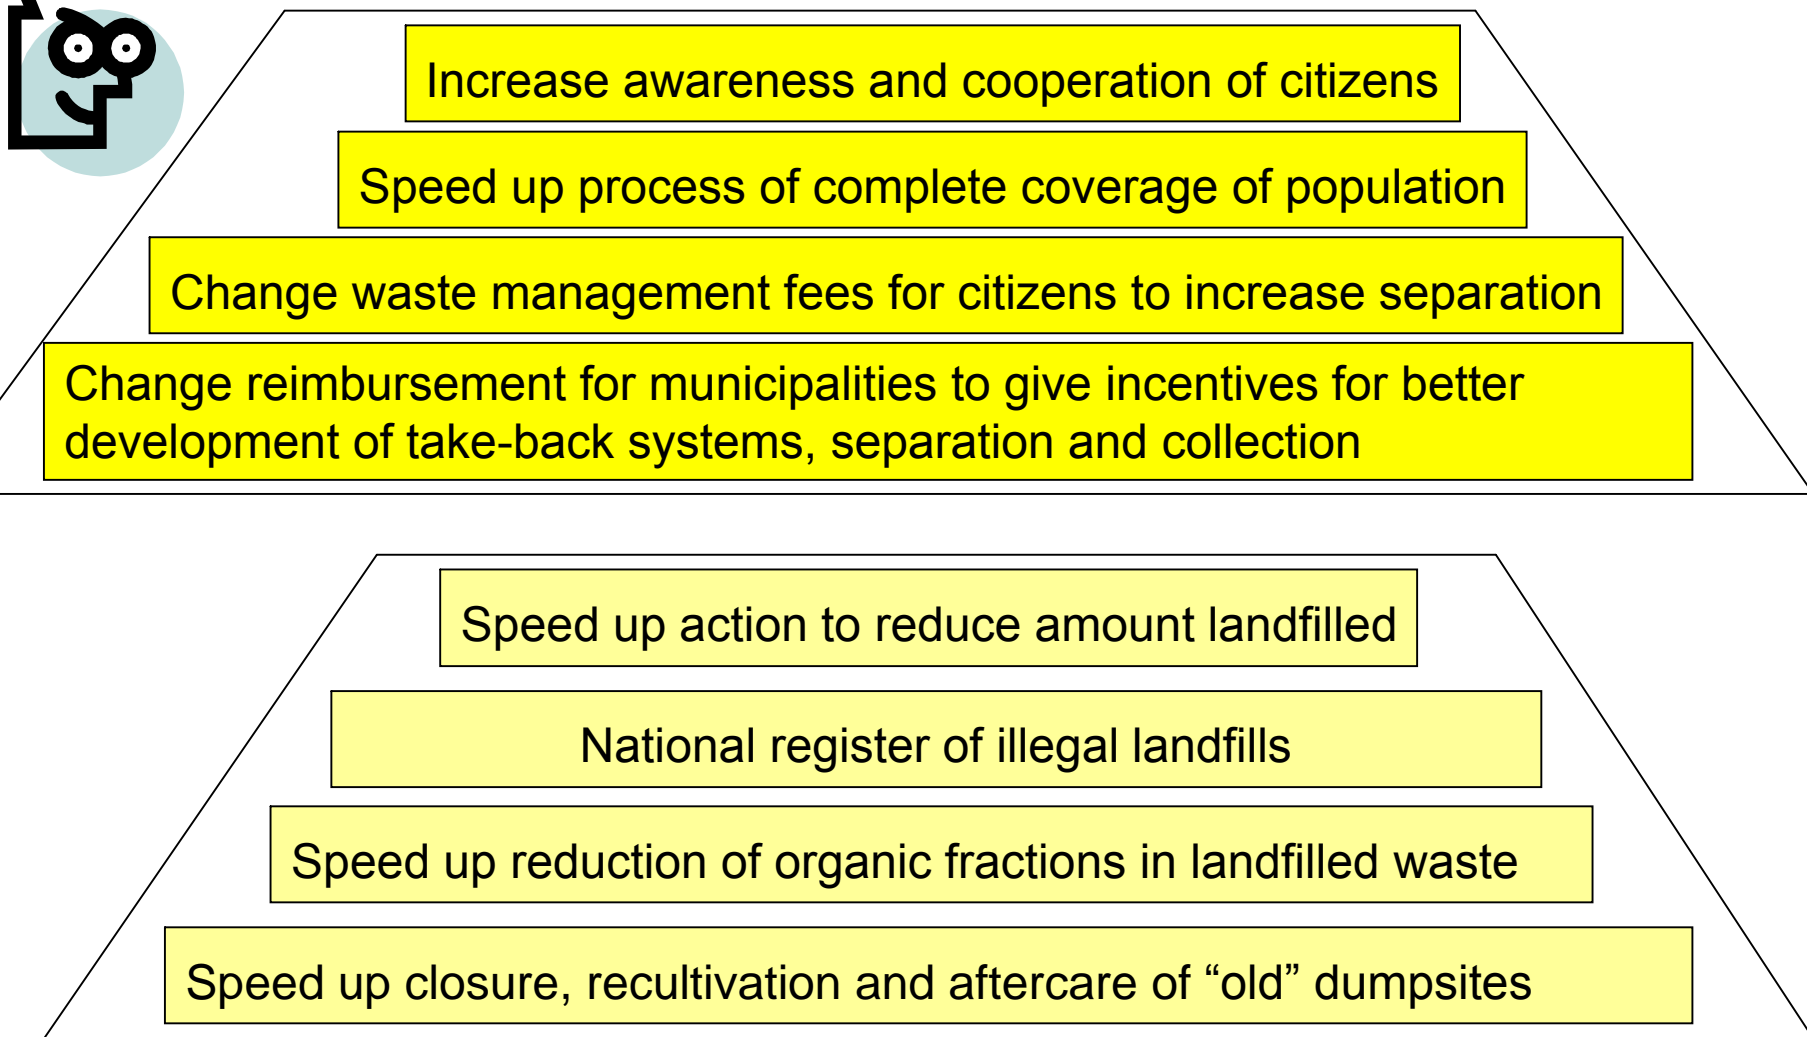 Increase awareness and cooperation of citizens
Speed up process of complete coverage of population
Change waste management fees for citizens to increase separation
Change reimbursement for municipalities to give incentives for better
development of take-back systems, separation and collection
Speed up action to reduce amount landfilled
National register of illegal landfills
Speed up reduction of organic fractions in landfilled waste
Speed up closure, recultivation and aftercare of “old” dumpsites